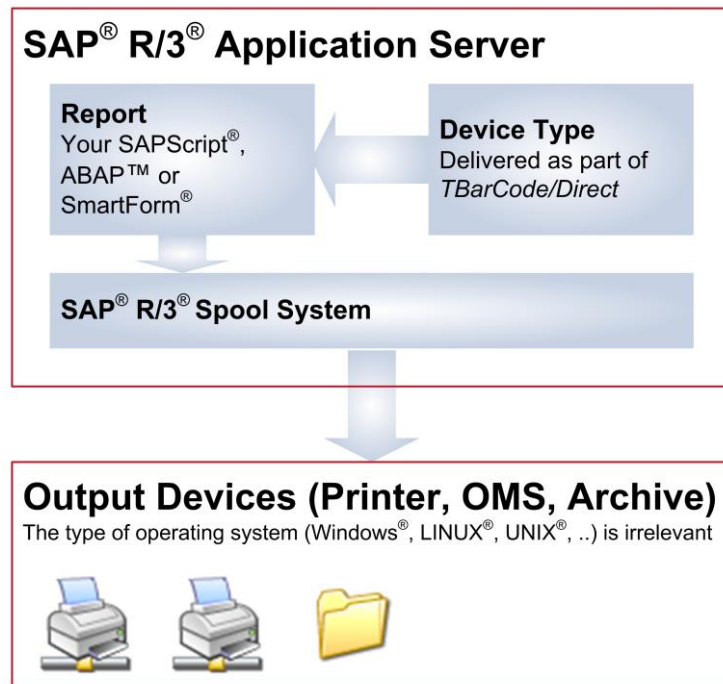 SAP® R/3® Application Server
Report
Your SAPScript®,
ABAP™ or
SmartForm®
Device Type
Delivered as part of
TBarCode/Direct
SAP® R/3® Spool System
Output Devices (Printer, OMS, Archive)
The type of operating system (Windows®, LINUX®, UNIX®, ..) is irrelevant